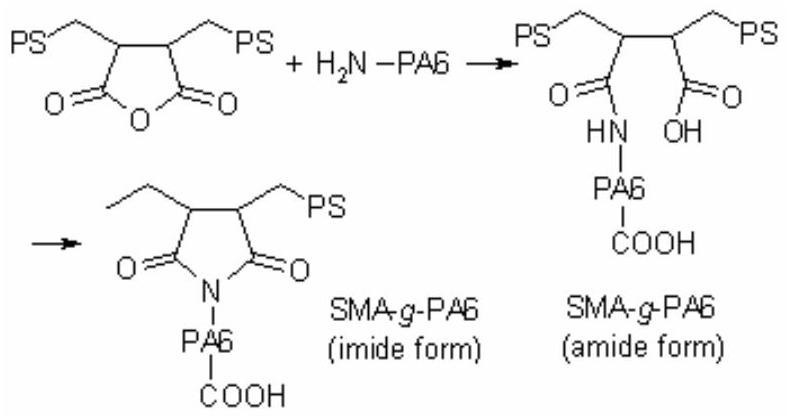 PS PS PS PS
O O O + H₂N–PA6 O O
HN OH
PA6
COOH
PS
O O
N
PA6
COOH
SMA-g-PA6
(imide form)
SMA-g-PA6
(amide form)